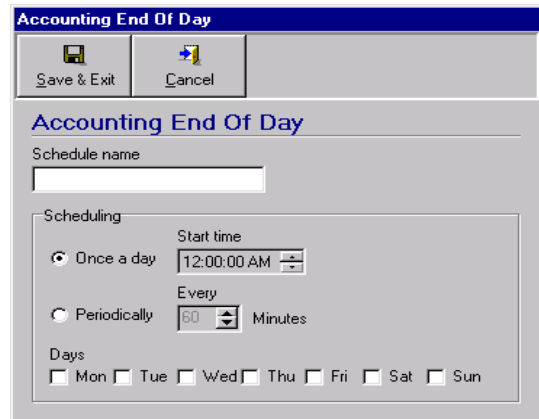 Accounting End Of Day
Save & Exit Cancel
Accounting End Of Day
Schedule name
Scheduling
Start time
Once a day 12:00:00 AM
Every
Periodically 60 Minutes
Days
Mon Tue Wed Thu Fri Sat Sun